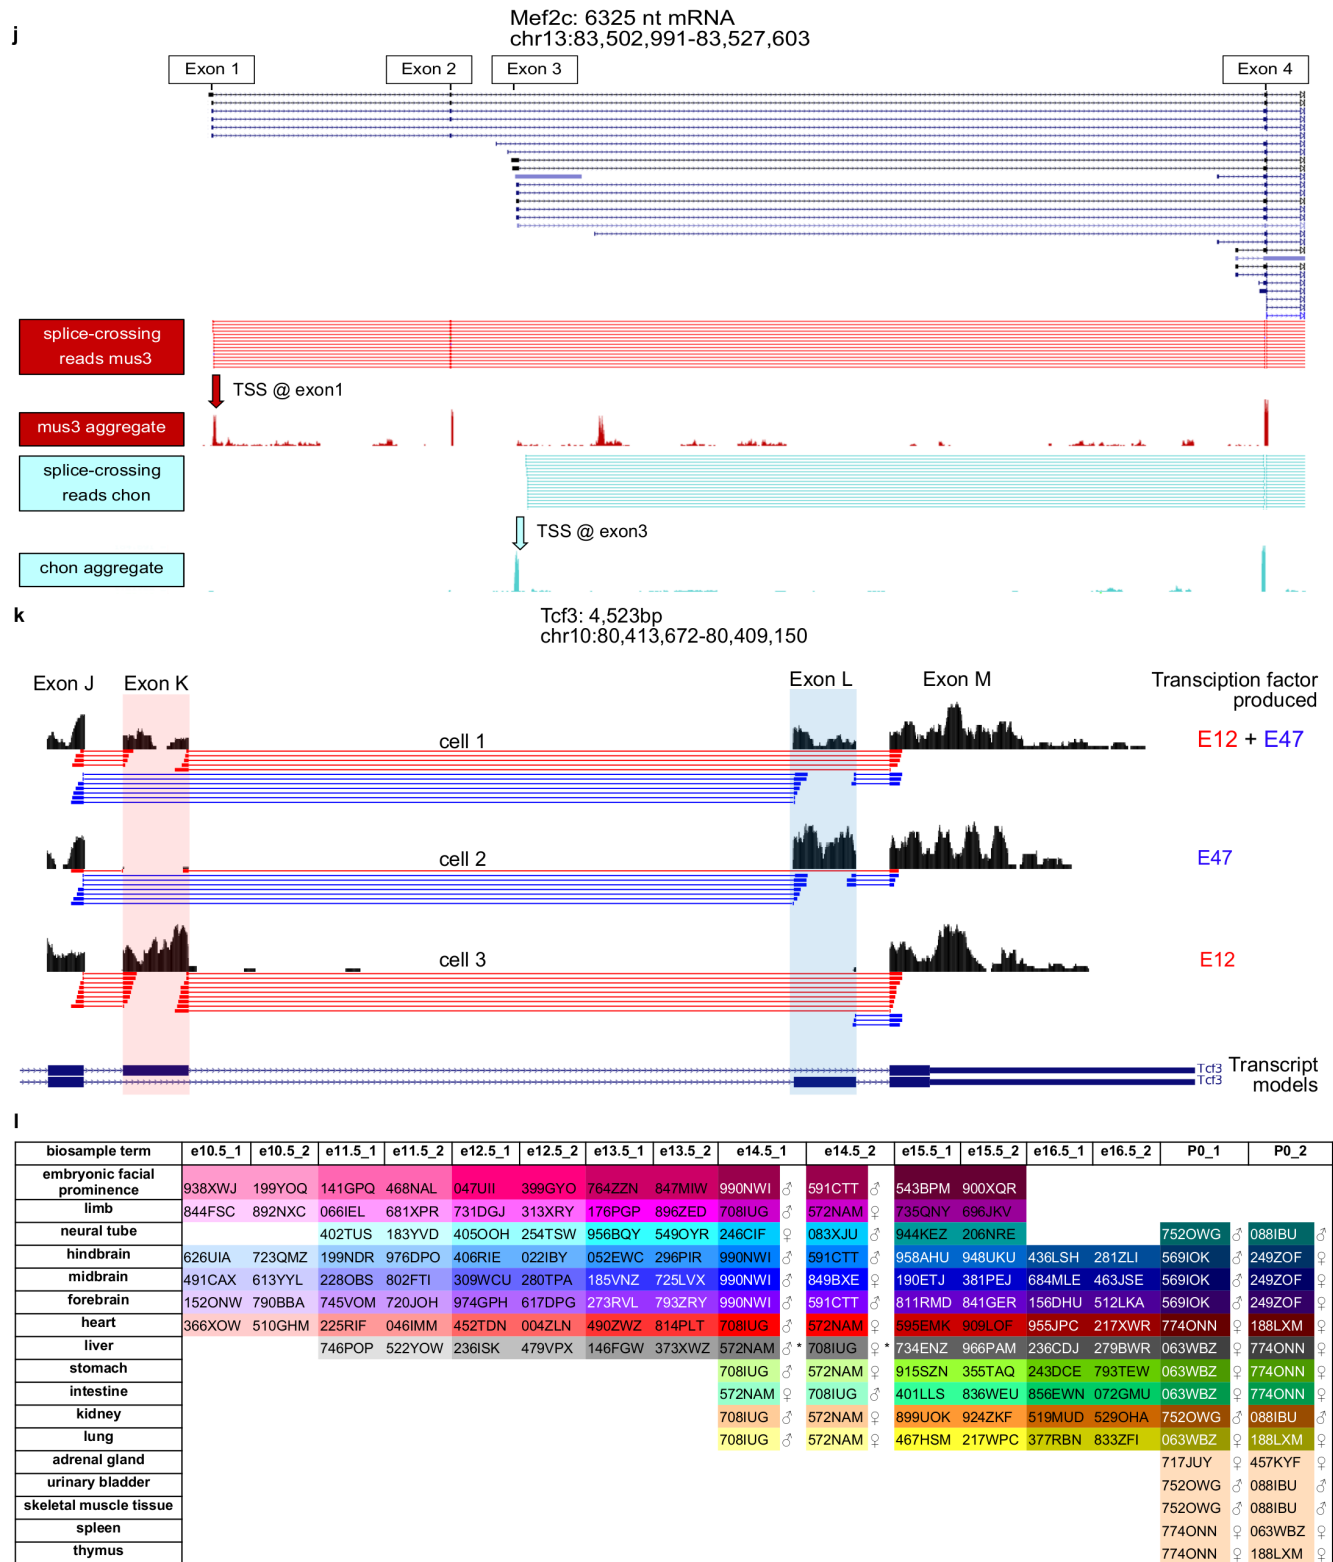 j
Mef2c: 6325 nt mRNA
chr13:83,502,991-83,527,603
Exon 1 Exon 2 Exon 3 Exon 4
splice-crossing
reads mus3
TSS @ exon1
mus3 aggregate
splice-crossing
reads chon
TSS @ exon3
chon aggregate
k
Tcf3: 4,523bp
chr10:80,413,672-80,409,150
Exon J Exon K Exon L Exon M Transciption factor
produced
cell 1 E12 + E47
cell 2 E47
cell 3 E12
Tcf3 Transcript
Tcf3 models
l
biosample term e10.5_1 e10.5_2 e11.5_1 e11.5_2 e12.5_1 e12.5_2 e13.5_1 e13.5_2 e14.5_1 e14.5_2 e15.5_1 e15.5_2 e16.5_1 e16.5_2 P0_1 P0_2
embryonic facial
prominence 938XWJ 199YOQ 141GPQ 468NAL 047UII 399GYO 764ZZN 847MIW 990NWI ♂ 591CTT ♂ 543BPM 900XQR
limb 844FSC 892NXC 066IEL 681XPR 731DGJ 313XRY 176PGP 896ZED 708IUG ♂ 572NAM ♀ 735QNY 696JKV
neural tube 402TUS 183YVD 405OOH 254TSW 956BQY 549OYR 246CIF ♀ 083XJU ♂ 944KEZ 206NRE 752OWG ♂ 088IBU ♂
hindbrain 626UIA 723QMZ 199NDR 976DPO 406RIE 022IBY 052EWC 296PIR 990NWI ♂ 591CTT ♂ 958AHU 948UKU 436LSH 281ZLI 569IOK ♂ 249ZOF ♀
midbrain 491CAX 613YYL 228OBS 802FTI 309WCU 280TPA 185VNZ 725LVX 990NWI ♂ 849BXE ♀ 190ETJ 381PEJ 684MLE 463JSE 569IOK ♂ 249ZOF ♀
forebrain 152ONW 790BBA 745VOM 720JOH 974GPH 617DPG 273RVL 793ZRY 990NWI ♂ 591CTT ♂ 811RMD 841GER 156DHU 512LKA 569IOK ♂ 249ZOF ♀
heart 366XOW 510GHM 225RIF 046IMM 452TDN 004ZLN 490ZWZ 814PLT 708IUG ♂ 572NAM ♀ 595EMK 909LOF 955JPC 217XWR 774ONN ♀ 188LXM ♀
liver 746POP 522YOW 236ISK 479VPX 146FGW 373XWZ 572NAM ♂ * 708IUG ♀ * 734ENZ 966PAM 236CDJ 279BWR 063WBZ ♀ 774ONN ♀
stomach 708IUG ♂ 572NAM ♀ 915SZN 355TAQ 243DCE 793TEW 063WBZ ♀ 774ONN ♀
intestine 572NAM ♀ 708IUG ♂ 401LLS 836WEU 856EWN 072GMU 063WBZ ♀ 774ONN ♀
kidney 708IUG ♂ 572NAM ♀ 899UOK 924ZKF 519MUD 529OHA 752OWG ♂ 088IBU ♂
lung 708IUG ♂ 572NAM ♀ 467HSM 217WPC 377RBN 833ZFI 063WBZ ♀ 188LXM ♀
adrenal gland 717JUY ♀ 457KYF ♀
urinary bladder 752OWG ♂ 088IBU ♂
skeletal muscle tissue 752OWG ♂ 088IBU ♂
spleen 774ONN ♀ 063WBZ ♀
thymus 774ONN ♀ 188LXM ♀